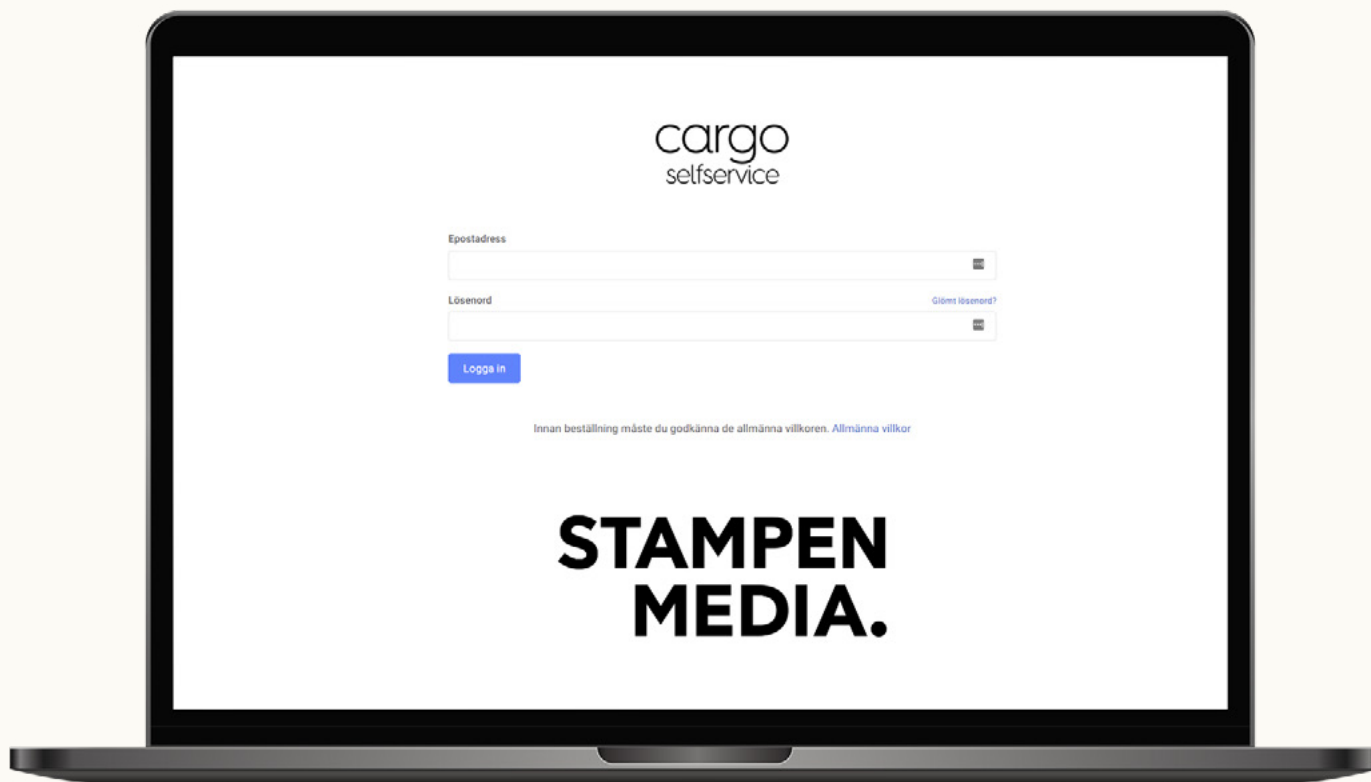 cargo
selfservice
Epostadress
Lösenord
Glömt lösenord?
Logga in
Innan beställning måste du godkänna de allmänna villkoren. Allmänna villkor
STAMPEN
MEDIA.